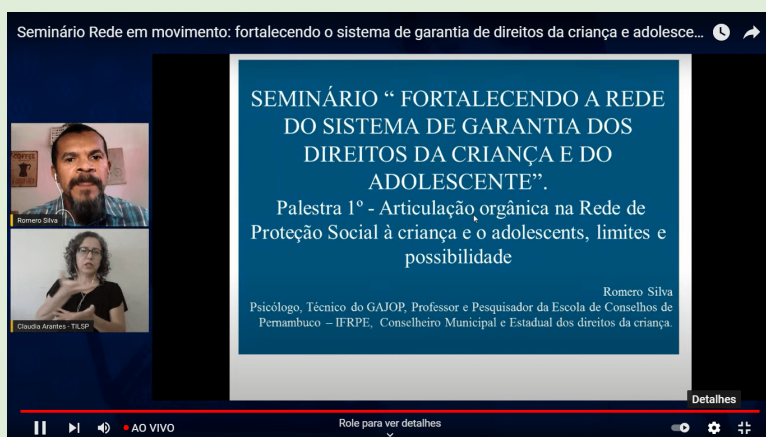 Seminário Rede em movimento: fortalecendo o sistema de garantia de direitos da criança e adolesce...
SEMINÁRIO “ FORTALECENDO A REDE
DO SISTEMA DE GARANTIA DOS
DIREITOS DA CRIANÇA E DO
ADOLESCENTE”.
Palestra 1º - Articulação orgânica na Rede de
Proteção Social à criança e o adolescents, limites e
possibilidade
Romero Silva
Psicólogo, Técnico do GAJOP, Professor e Pesquisador da Escola de Conselhos de
Pernambuco – IFRPE, Conselheiro Municipal e Estadual dos direitos da criança.
Romero Silva
Claudia Arantes - TILSP
Detalhes
AO VIVO
Role para ver detalhes